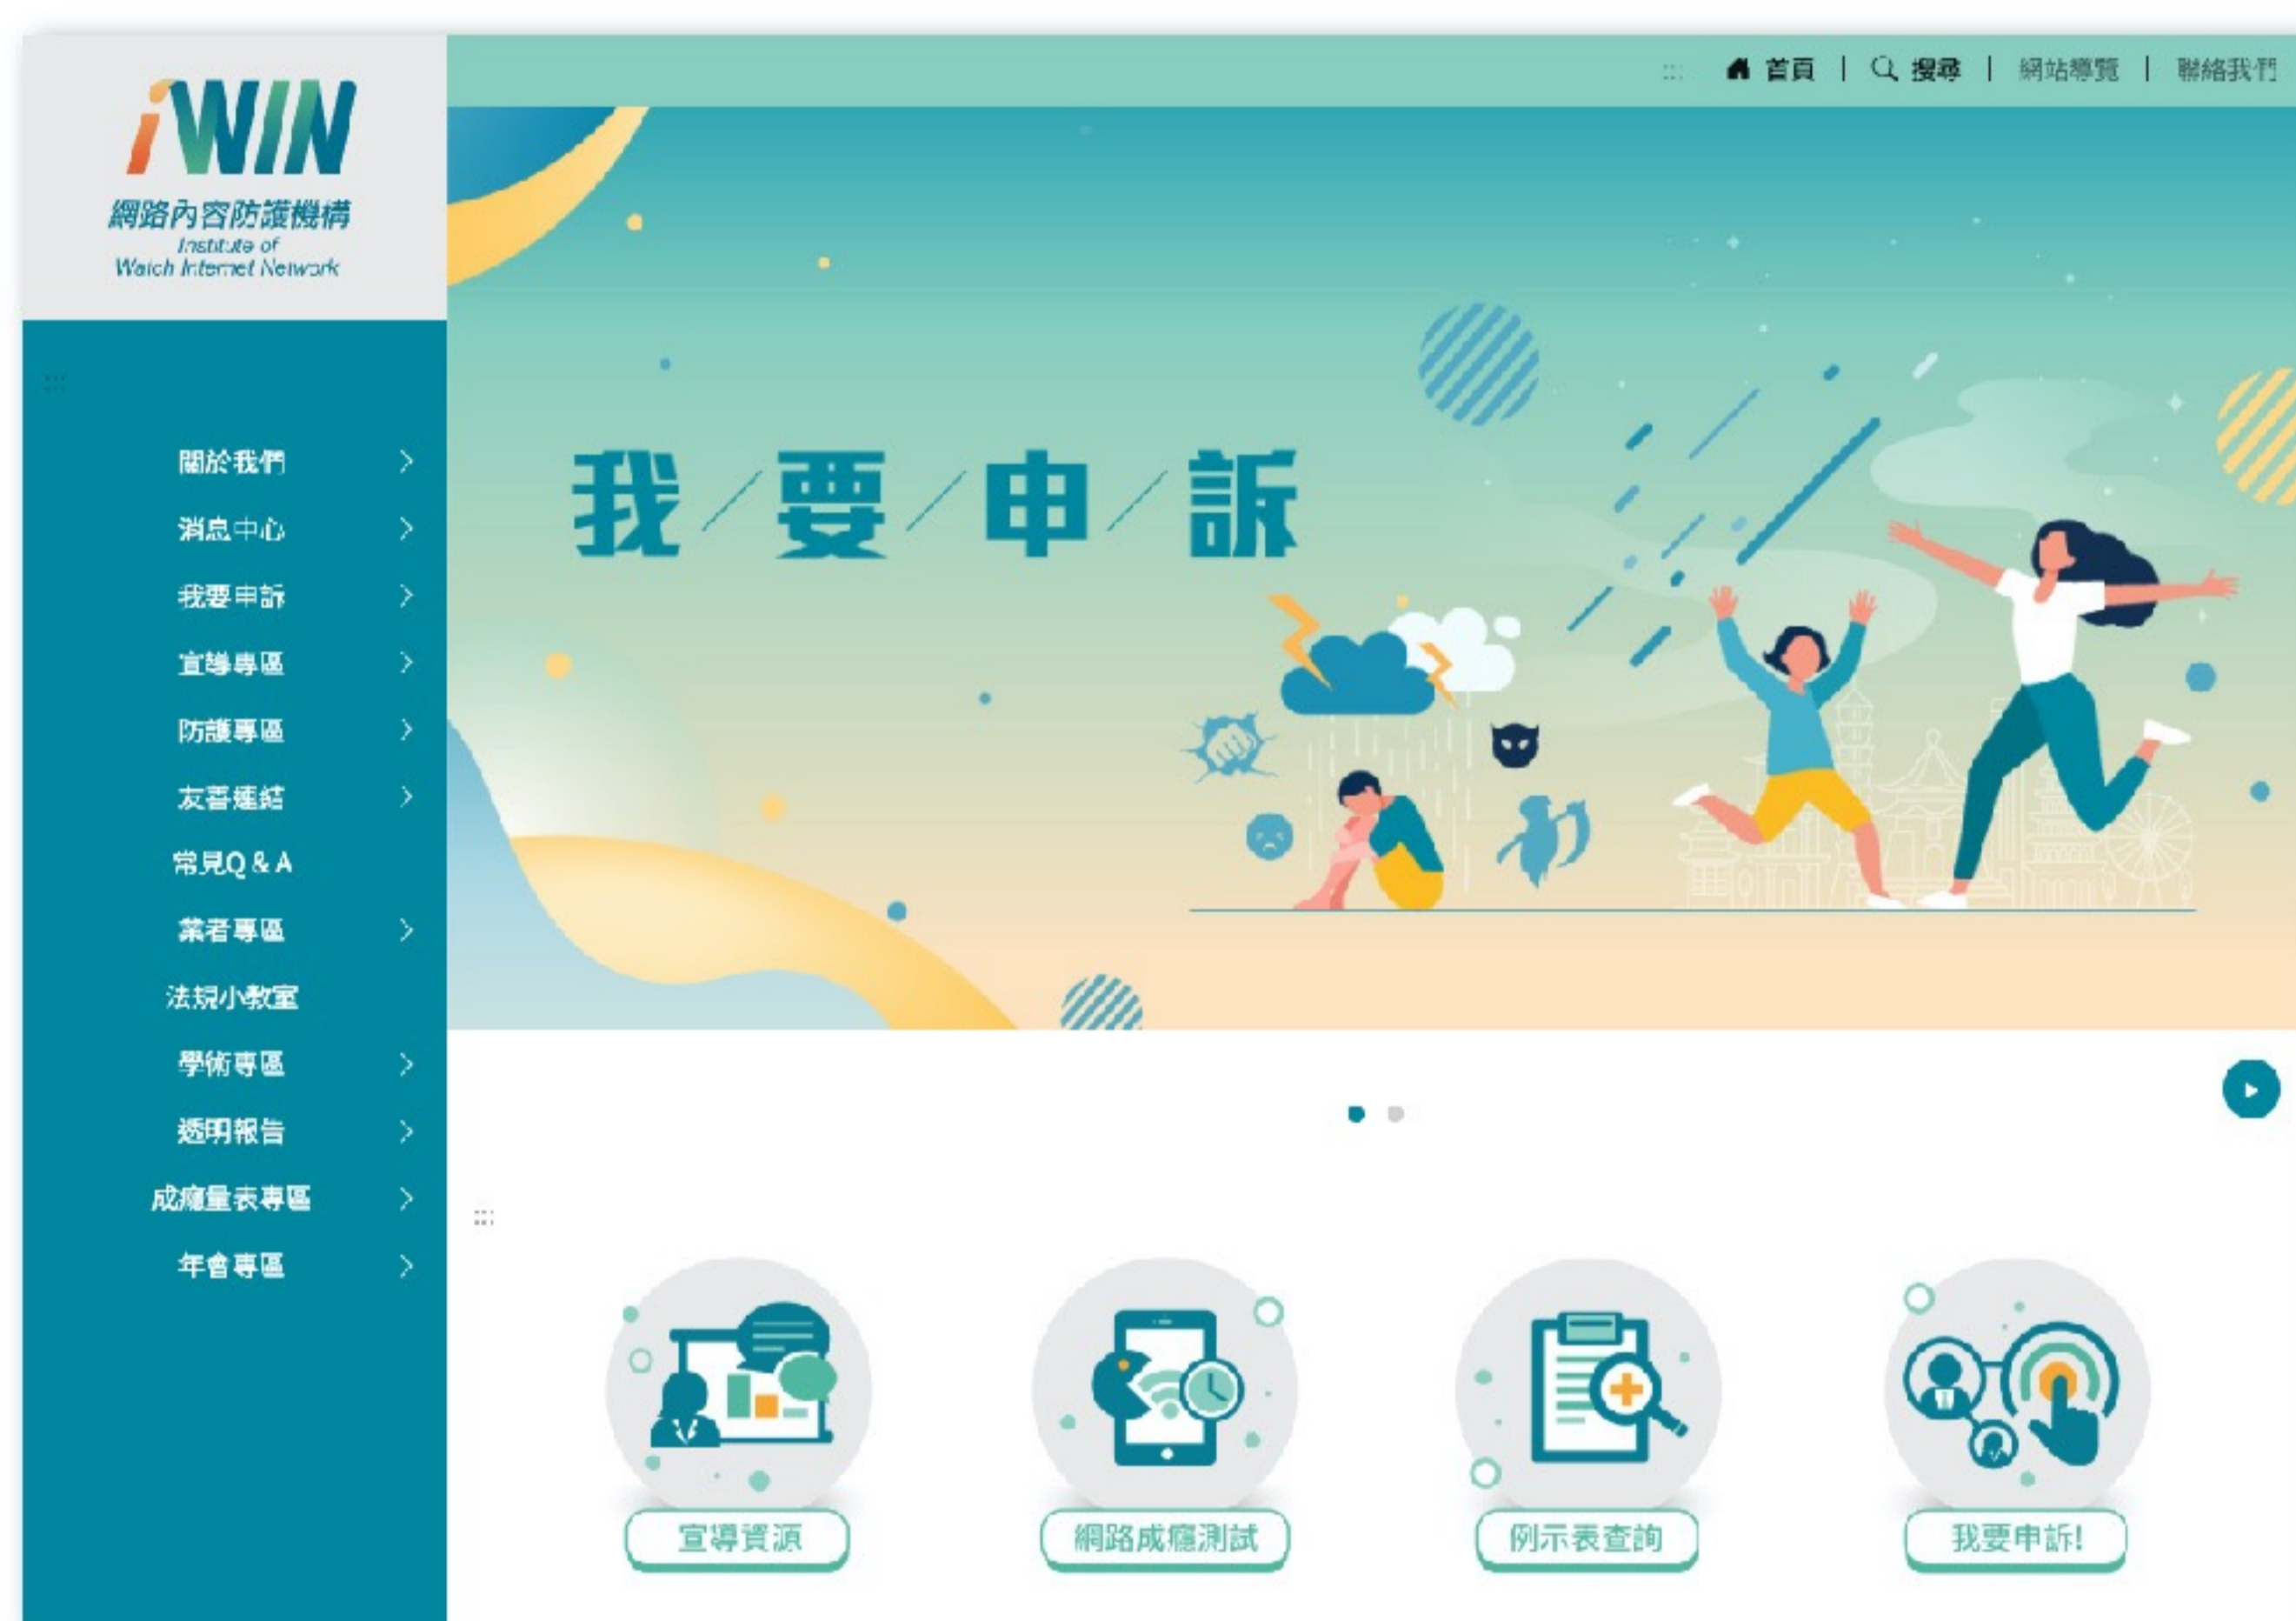 iWIN
網路內容防護機構
Institute of
Watch Internet Network
首頁 | 搜尋 | 網站導覽 | 聯絡我們
關於我們
消息中心
我要申訴
宣導專區
防護專區
友善連結
常見Q & A
業者專區
法規小教室
學術專區
透明報告
成癮量表專區
年會專區
我/要/申/訴
宣導資源
網路成癮測試
例示表查詢
我要申訴!